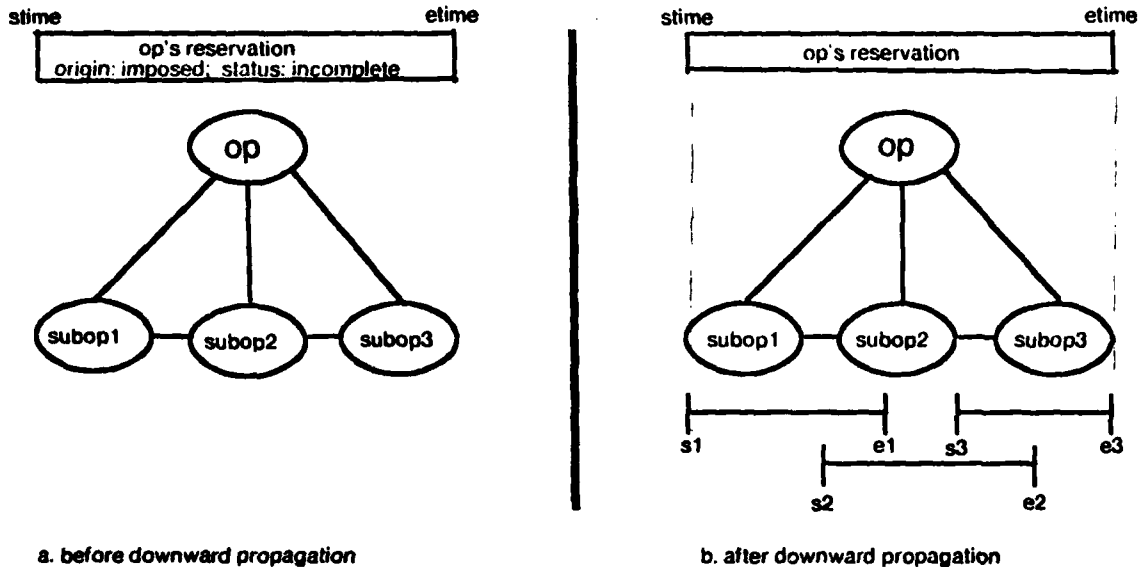 stime etime
op's reservation
origin: imposed; status: incomplete
op
subop1 subop2 subop3
a. before downward propagation
stime etime
op's reservation
op
subop1 subop2 subop3
s1 e1 s3 e3
s2 e2
b. after downward propagation